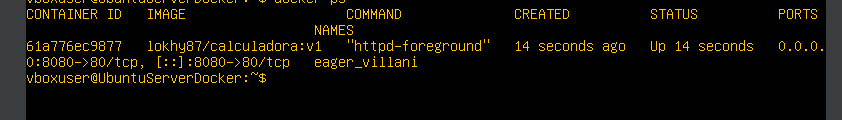 vboxuser@UbuntuServerDocker:~$ docker ps
CONTAINER ID   IMAGE                    COMMAND              CREATED          STATUS          PORTS
                                    NAMES
61a776ec9877   lokhy87/calculadora:v1   "httpd-foreground"   14 seconds ago   Up 14 seconds   0.0.0.
0:8080->80/tcp, [::]:8080->80/tcp   eager_villani
vboxuser@UbuntuServerDocker:~$